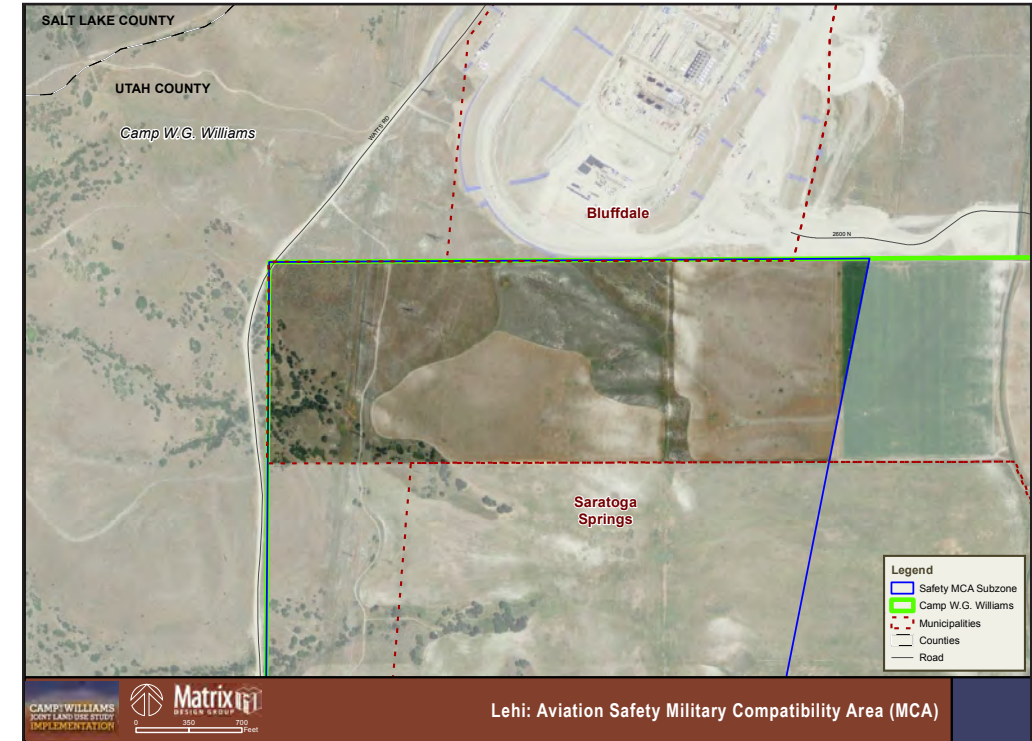 SALT LAKE COUNTY
UTAH COUNTY
Camp W.G. Williams
WATTS RD
Bluffdale
2600 N
Saratoga
Springs
Legend
Safety MCA Subzone
Camp W.G. Williams
Municipalities
Counties
Road
CAMP WILLIAMS
JOINT LAND USE STUDY
IMPLEMENTATION
Matrix
DESIGN GROUP
0 350 700
Feet
Lehi: Aviation Safety Military Compatibility Area (MCA)